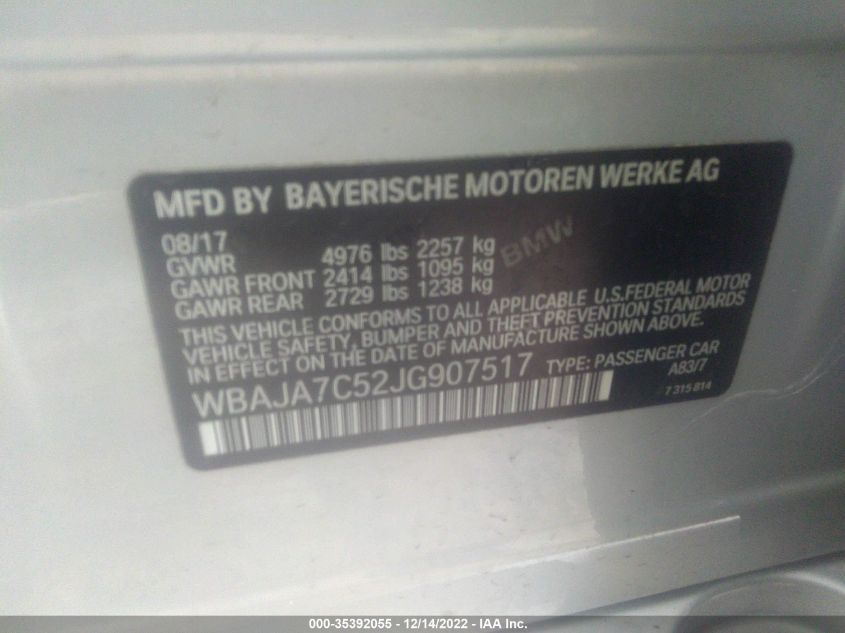 MFD BY BAYERISCHE MOTOREN WERKE AG
08/17
GVWR 4976 lbs 2257 kg
GAWR FRONT 2414 lbs 1095 kg
GAWR REAR 2729 lbs 1238 kg
BMW
THIS VEHICLE CONFORMS TO ALL APPLICABLE U.S.FEDERAL MOTOR
VEHICLE SAFETY, BUMPER AND THEFT PREVENTION STANDARDS
IN EFFECT ON THE DATE OF MANUFACTURE SHOWN ABOVE.
WBAJA7C52JG907517 TYPE: PASSENGER CAR
A83/7
7 315 814
000-35392055 - 12/14/2022 - IAA Inc.